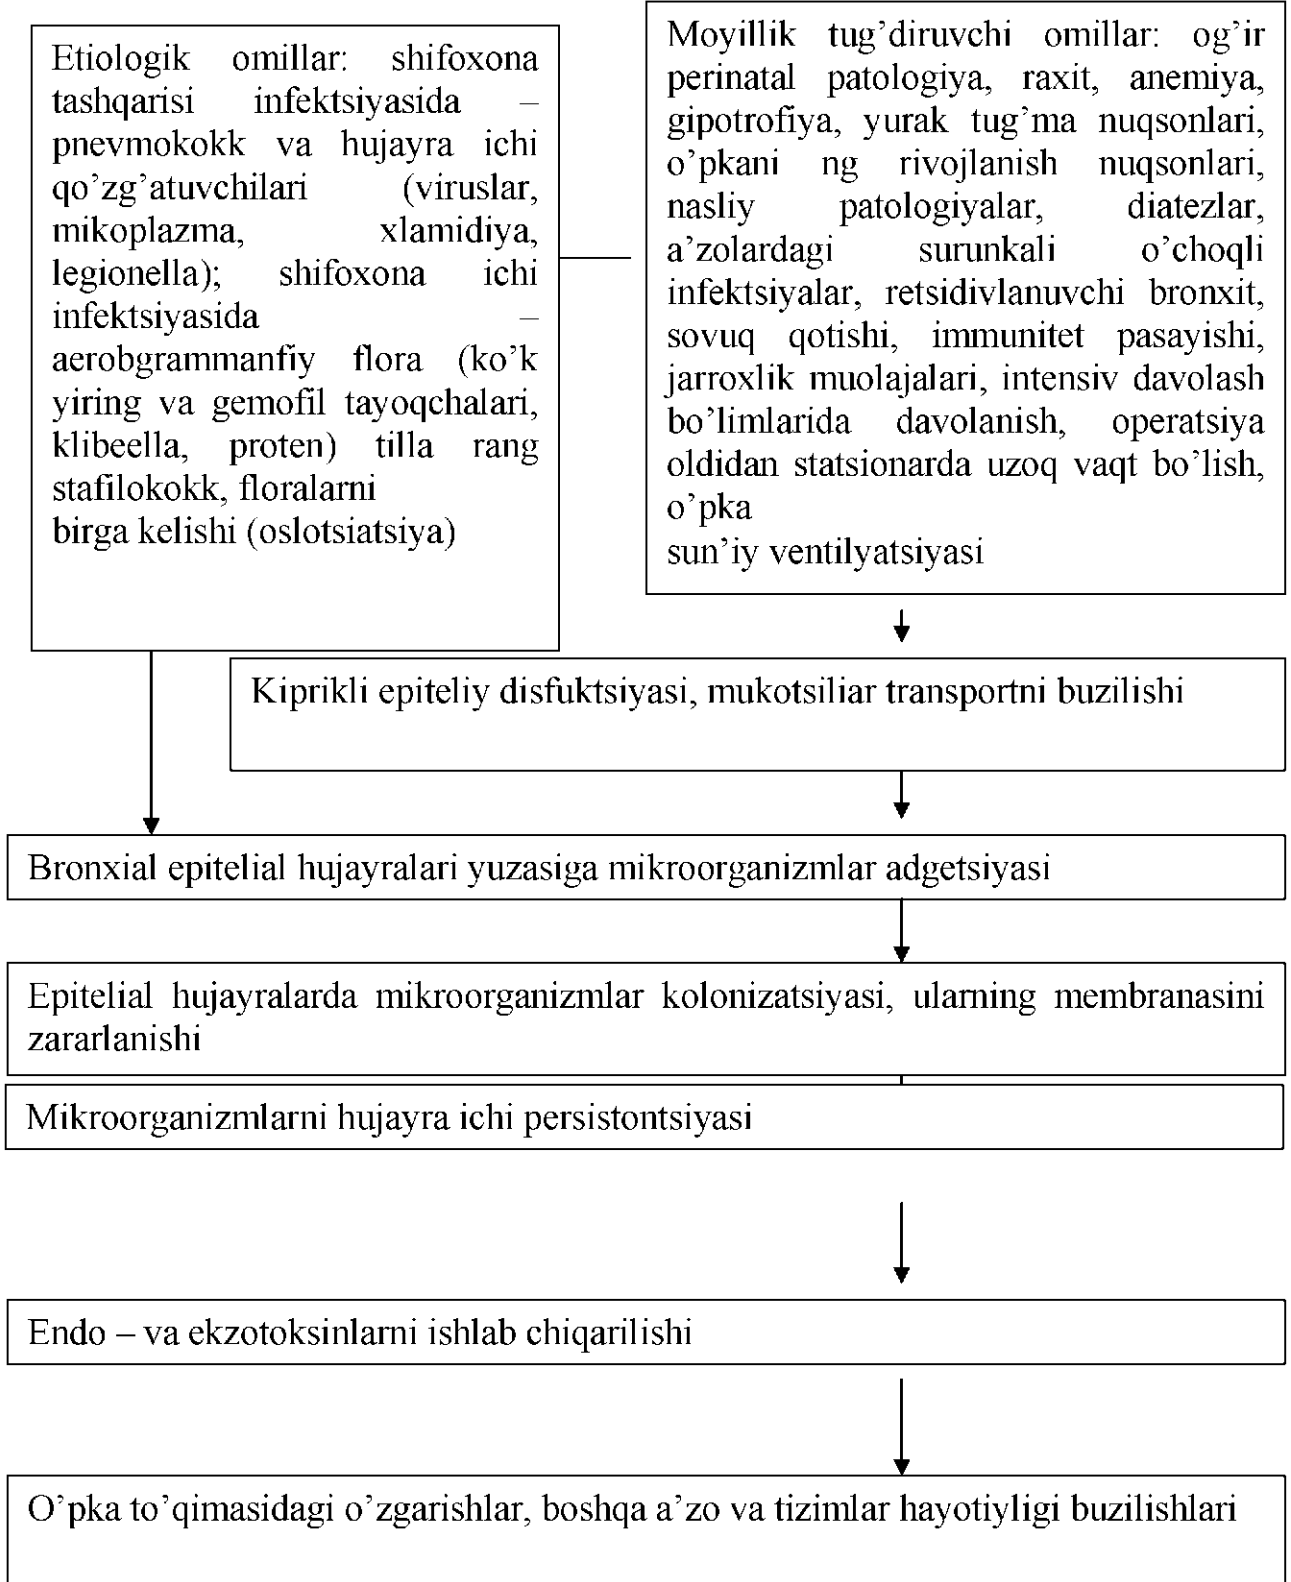 Etiologik omillar: shifoxona
tashqarisi infektsiyasida –
pnevmokokk va hujayra ichi
qo’zg’atuvchilari (viruslar,
mikoplazma, xlamidiya,
legionella); shifoxona ichi
infektsiyasida –
aerobgrammanfiy flora (ko’k
yiring va gemofil tayoqchalari,
klibeella, proten) tilla rang
stafilokokk, floralarni
birga kelishi (oslotsiatsiya)
Moyillik tug’diruvchi omillar: og’ir
perinatal patologiya, raxit, anemiya,
gipotrofiya, yurak tug’ma nuqsonlari,
o’pkani ng rivojlanish nuqsonlari,
nasliy patologiyalar, diatezlar,
a’zolardagi surunkali o’choqli
infektsiyalar, retsidivlanuvchi bronxit,
sovuq qotishi, immunitet pasayishi,
jarroxlik muolajalari, intensiv davolash
bo’limlarida davolanish, operatsiya
oldidan statsionarda uzoq vaqt bo’lish,
o’pka
sun’iy ventilyatsiyasi
Kiprikli epiteliy disfuktsiyasi, mukotsiliar transportni buzilishi
Bronxial epitelial hujayralari yuzasiga mikroorganizmlar adgetsiyasi
Epitelial hujayralarda mikroorganizmlar kolonizatsiyasi, ularning membranasini
zararlanishi
Mikroorganizmlarni hujayra ichi persistontsiyasi
Endo – va ekzotoksinlarni ishlab chiqarilishi
O’pka to’qimasidagi o’zgarishlar, boshqa a’zo va tizimlar hayotiyligi buzilishlari